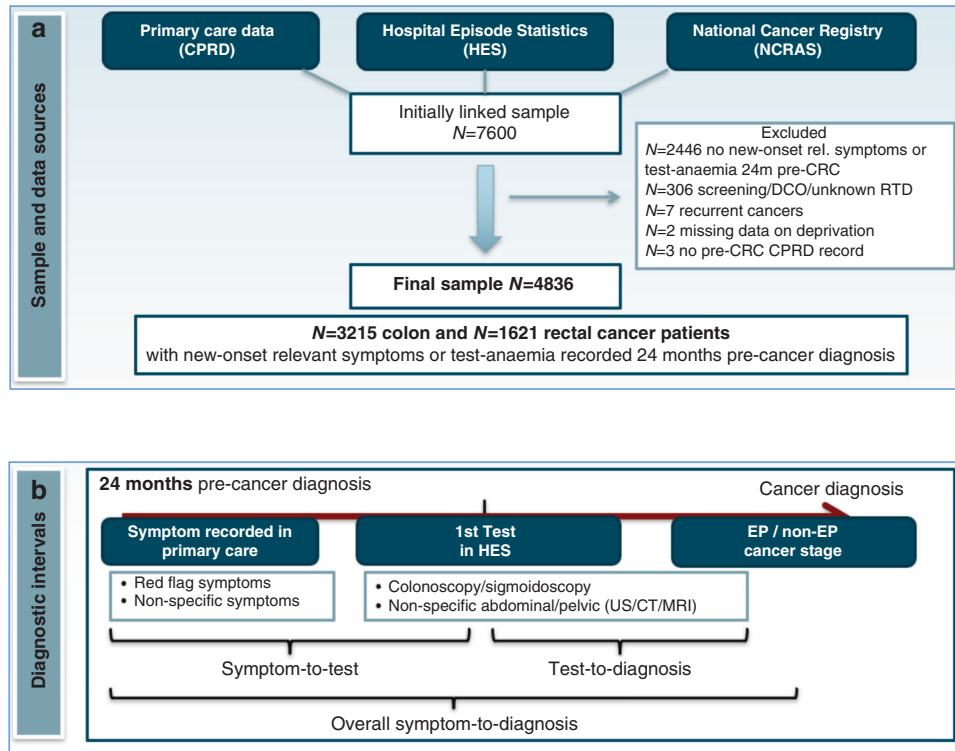 a
Sample and data sources
Primary care data
(CPRD)
Hospital Episode Statistics
(HES)
National Cancer Registry
(NCRAS)
Initially linked sample
N=7600
Excluded
N=2446 no new-onset rel. symptoms or
test-anaemia 24m pre-CRC
N=306 screening/DCO/unknown RTD
N=7 recurrent cancers
N=2 missing data on deprivation
N=3 no pre-CRC CPRD record
Final sample N=4836
N=3215 colon and N=1621 rectal cancer patients
with new-onset relevant symptoms or test-anaemia recorded 24 months pre-cancer diagnosis
b
Diagnostic intervals
24 months pre-cancer diagnosis
Cancer diagnosis
Symptom recorded in
primary care
1st Test
in HES
EP / non-EP
cancer stage
• Red flag symptoms
• Non-specific symptoms
• Colonoscopy/sigmoidoscopy
• Non-specific abdominal/pelvic (US/CT/MRI)
Symptom-to-test
Test-to-diagnosis
Overall symptom-to-diagnosis